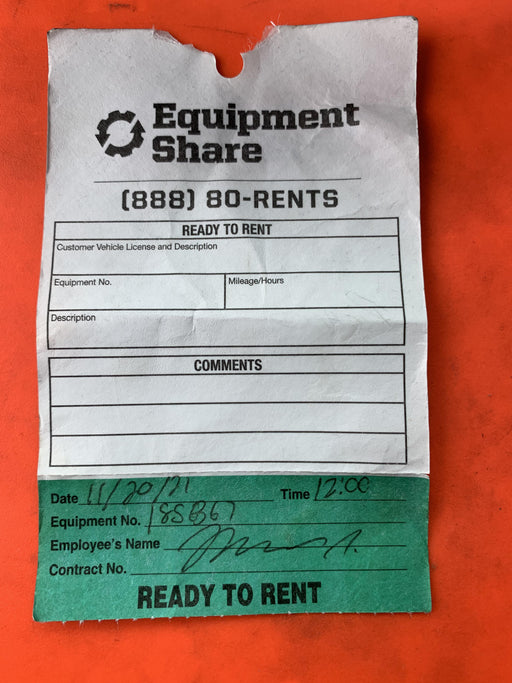 Equipment
Share
(888) 80-RENTS
READY TO RENT
Customer Vehicle License and Description
Equipment No. Mileage/Hours
Description
COMMENTS
Date 11/20/21 Time 12:00
Equipment No.
Employee's Name
Contract No.
READY TO RENT